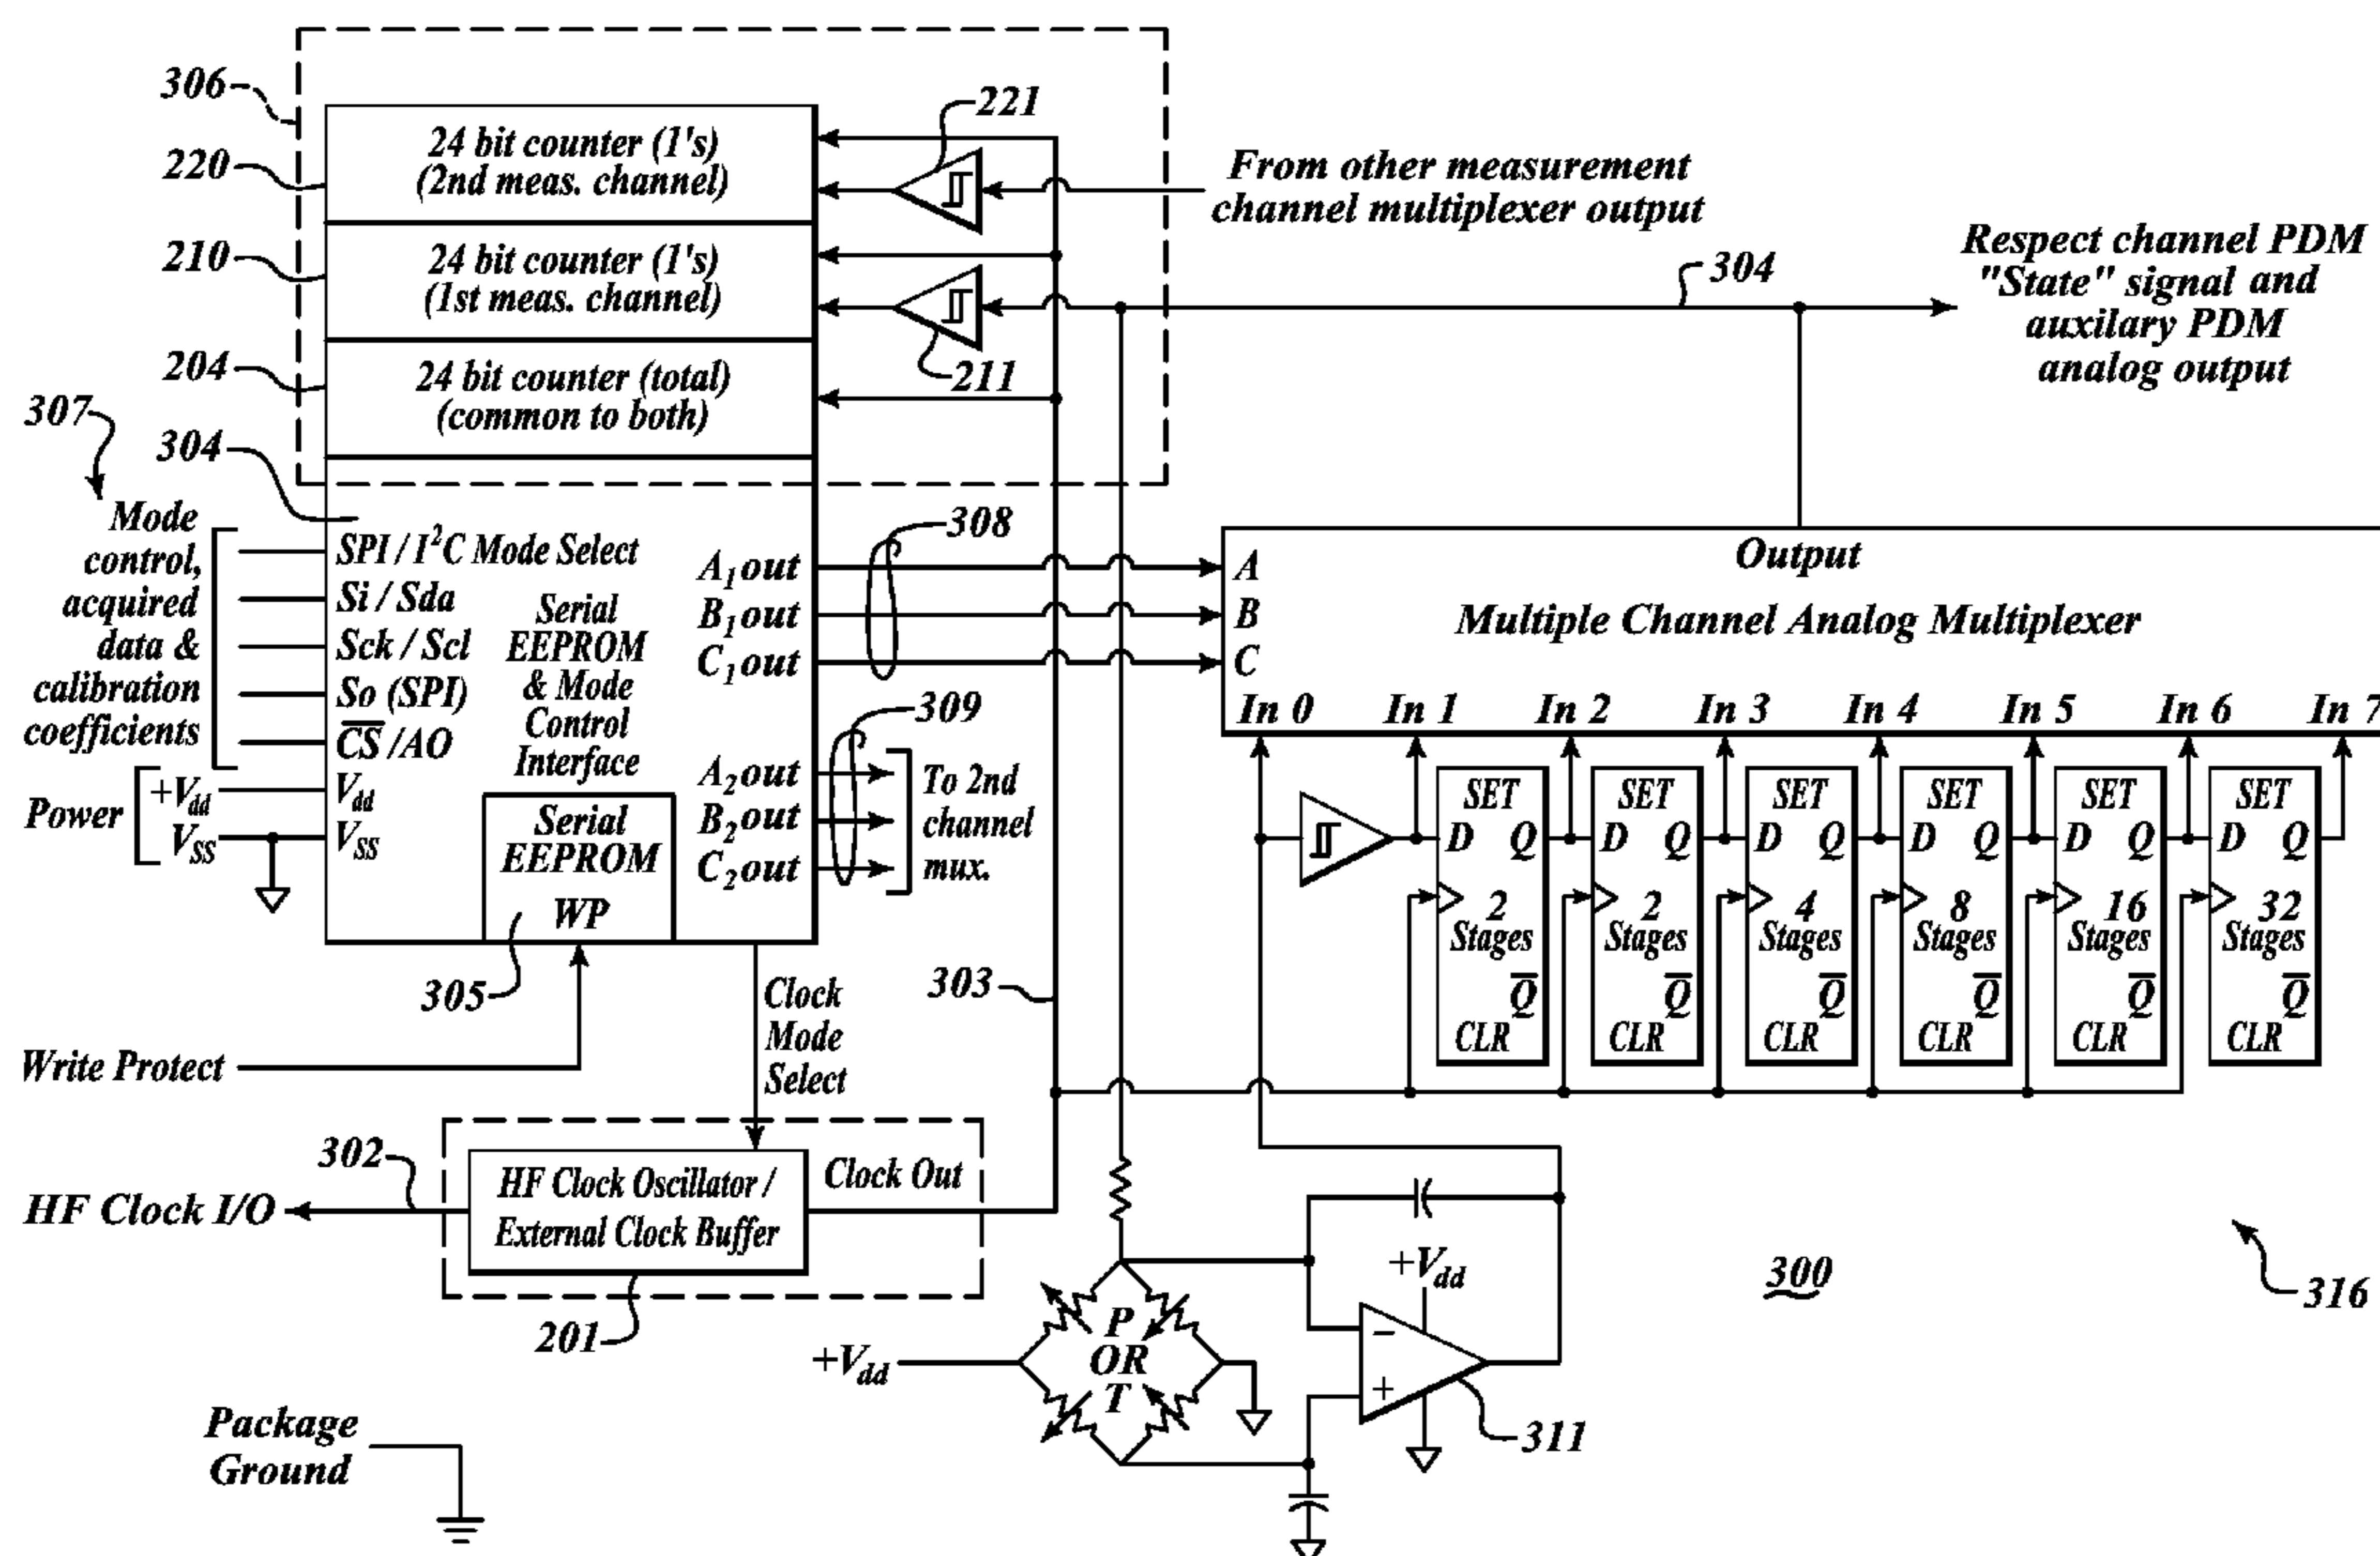 306
220
210
204
307
304
24 bit counter (1's)
(2nd meas. channel)
24 bit counter (1's)
(1st meas. channel)
24 bit counter (total)
(common to both)
221
211
From other measurement
channel multiplexer output
304
Respect channel PDM
"State" signal and
auxilary PDM
analog output
Mode
control,
acquired
data &
calibration
coefficients
SPI / I²C Mode Select
Si / Sda
Sck / Scl
So (SPI)
C̅S̅ /AO
Power
+Vdd
VSS
Vdd
VSS
Serial
EEPROM
& Mode
Control
Interface
Serial
EEPROM
WP
305
A1out
B1out
C1out
308
A2out
B2out
C2out
309
To 2nd
channel
mux.
Output
Multiple Channel Analog Multiplexer
A
B
C
In 0 In 1 In 2 In 3 In 4 In 5 In 6 In 7
SET SET SET SET SET SET
D Q D Q D Q D Q D Q D Q
2 2 4 8 16 32
Stages Stages Stages Stages Stages Stages
Q̅ Q̅ Q̅ Q̅ Q̅ Q̅
CLR CLR CLR CLR CLR CLR
303
Clock
Mode
Select
Write Protect
302
HF Clock I/O
HF Clock Oscillator /
External Clock Buffer
Clock Out
201
+Vdd
P
OR
T
+Vdd
−
+
311
300
316
Package
Ground